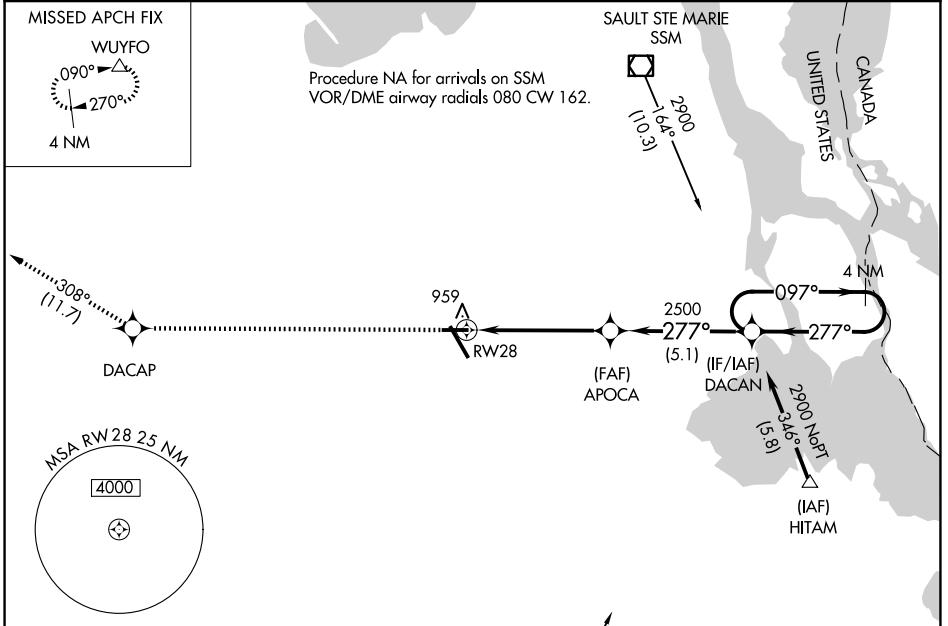 MISSED APCH FIX
WUYFO
090°
270°
4 NM
SAULT STE MARIE
SSM
Procedure NA for arrivals on SSM
VOR/DME airway radials 080 CW 162.
2900
164°
(10.3)
CANADA
UNITED STATES
4 NM
097°
277°
308°
(11.7)
DACAP
959
RW28
2500
277°
(5.1)
(FAF)
APOCA
(IF/IAF)
DACAN
2900 NoPT
346°
(5.8)
(IAF)
HITAM
MSA RW28 25 NM
4000